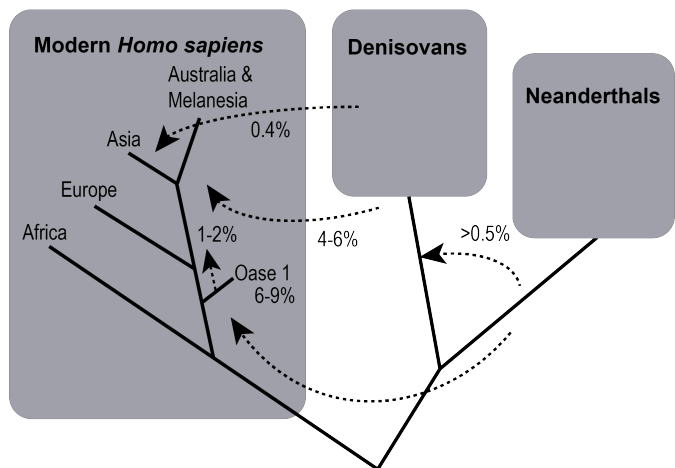 Modern Homo sapiens
Denisovans
Neanderthals
Australia &
Melanesia
0.4%
Asia
Europe
Africa
1-2%
4-6%
>0.5%
Oase 1
6-9%